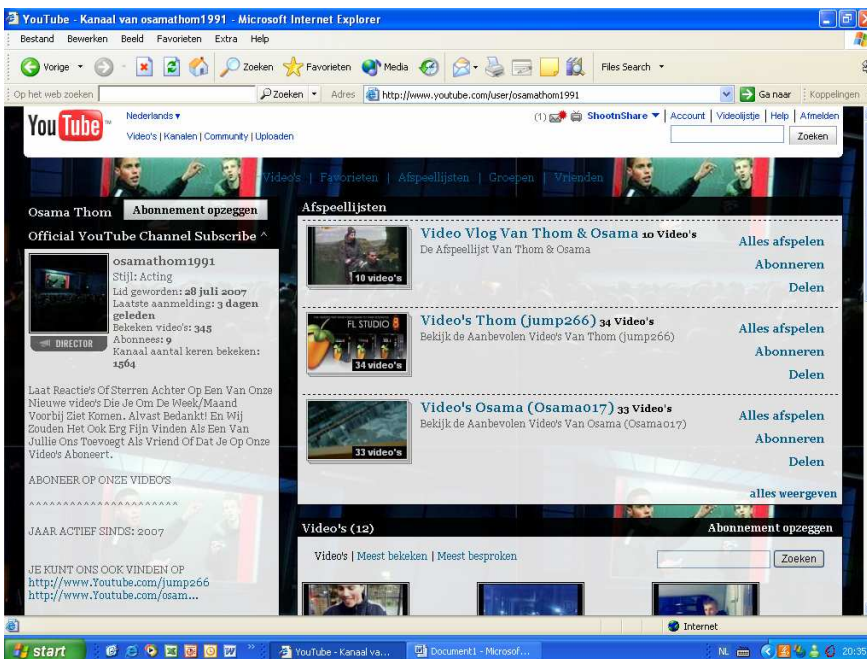 YouTube - Kanaal van osamathom1991 - Microsoft Internet Explorer
Bestand Bewerken Beeld Favorieten Extra Help
Vorige Zoeken Favorieten Media Files Search
Op het web zoeken Zoeken Adres http://www.youtube.com/user/osamathom1991 Ga naar Koppelingen
You Tube ™
Nederlands ▾
(1) ShootnShare ▼ | Account | Videolijstje | Help | Afmelden
Video's | Kanalen | Community | Uploaden
Zoeken
Video's | Favorieten | Afspeellijsten | Groepen | Vrienden
Osama Thom Abonnement opzeggen
Official YouTube Channel Subscribe ^
osamathom1991
Stijl: Acting
Lid geworden: 28 juli 2007
Laatste aanmelding: 3 dagen
geleden
Bekeken video's: 345
Abonnees: 9
Kanaal aantal keren bekeken:
1564
DIRECTOR
Laat Reactie's Of Sterren Achter Op Een Van Onze
Nieuwe video's Die Je Om De Week/Maand
Voorbij Ziet Komen. Alvast Bedankt! En Wij
Zouden Het Ook Erg Fijn Vinden Als Een Van
Jullie Ons Toevoegt Als Vriend Of Dat Je Op Onze
Video's Aboneert.
ABONEER OP ONZE VIDEO'S
^^^^^^^^^^^^^^^^^^^^^^
JAAR ACTIEF SINDS: 2007
JE KUNT ONS OOK VINDEN OP
http://www.Youtube.com/jump266
http://www.Youtube.com/osam...
Afspeellijsten
10 video's
Video Vlog Van Thom & Osama 10 Video's
De Afspeellijst Van Thom & Osama
Alles afspelen
Abonneren
Delen
FL STUDIO 8
34 video's
Video's Thom (jump266) 34 Video's
Bekijk de Aanbevolen Video's Van Thom (jump266)
Alles afspelen
Abonneren
Delen
33 video's
Video's Osama (Osama017) 33 Video's
Bekijk de Aanbevolen Video's Van Osama (Osama017)
Alles afspelen
Abonneren
Delen
alles weergeven
Video's (12) Abonnement opzeggen
Video's | Meest bekeken | Meest besproken Zoeken
Internet
start YouTube - Kanaal va... Document1 - Microsof... NL 20:35